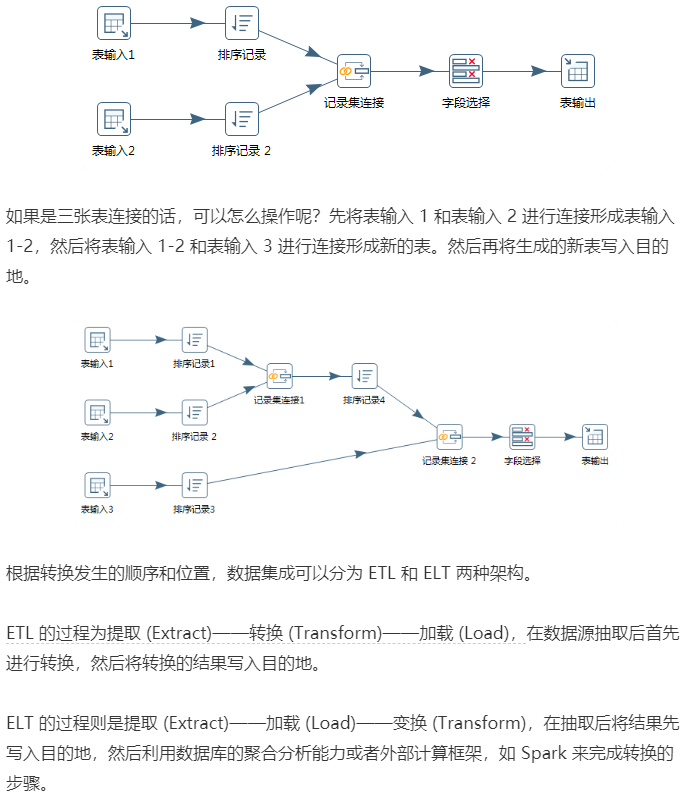 表输入1
排序记录
表输入2
排序记录 2
记录集连接
字段选择
表输出
如果是三张表连接的话，可以怎么操作呢？先将表输入 1 和表输入 2 进行连接形成表输入
1-2，然后将表输入 1-2 和表输入 3 进行连接形成新的表。然后再将生成的新表写入目的
地。
表输入1
排序记录1
记录集连接1
排序记录4
表输入2
排序记录 2
记录集连接 2
字段选择
表输出
表输入3
排序记录3
根据转换发生的顺序和位置，数据集成可以分为 ETL 和 ELT 两种架构。
ETL 的过程为提取 (Extract)——转换 (Transform)——加载 (Load)，在数据源抽取后首先
进行转换，然后将转换的结果写入目的地。
ELT 的过程则是提取 (Extract)——加载 (Load)——变换 (Transform)，在抽取后将结果先
写入目的地，然后利用数据库的聚合分析能力或者外部计算框架，如 Spark 来完成转换的
步骤。